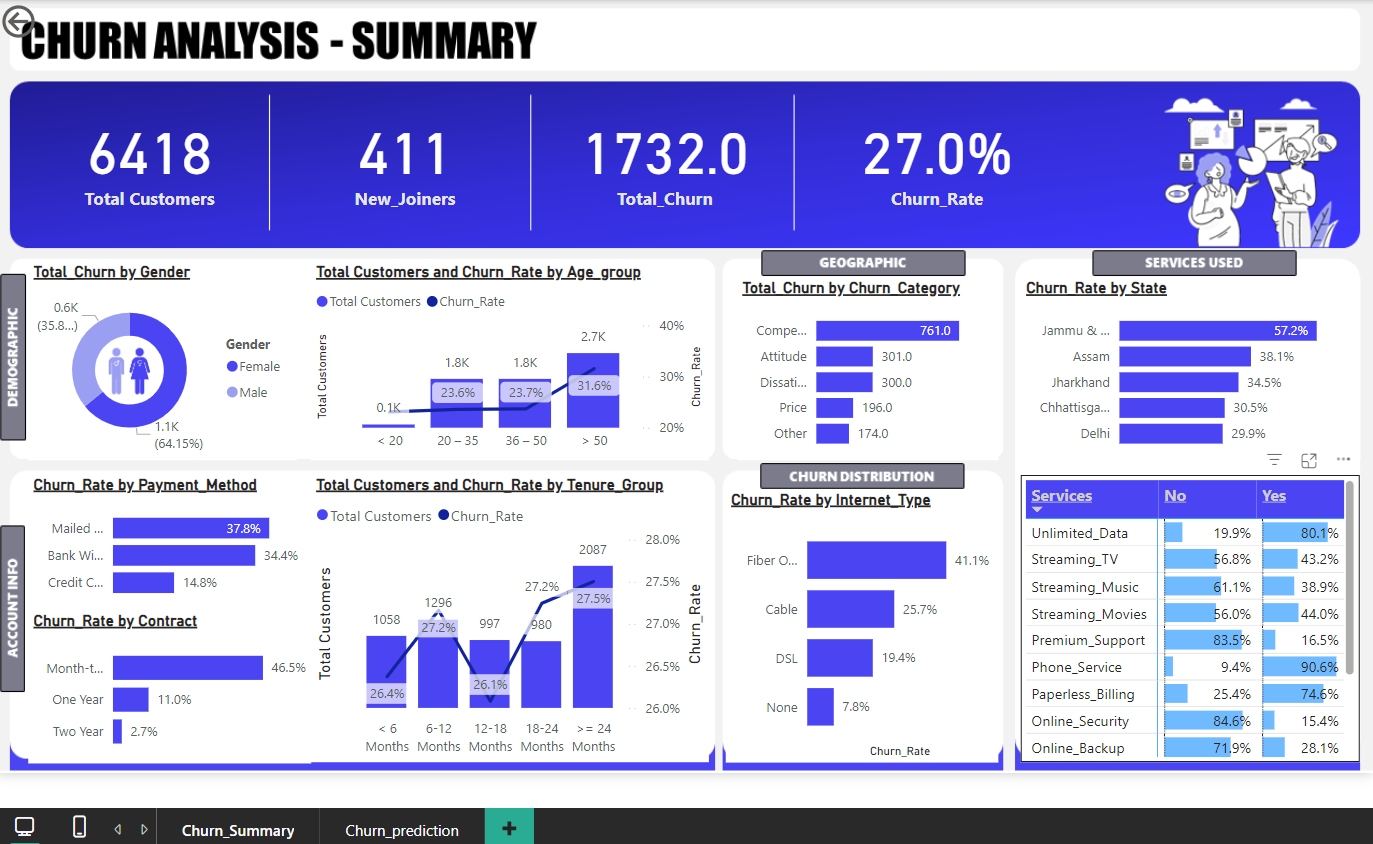 CHURN ANALYSIS - SUMMARY
6418
Total Customers
411
New_Joiners
1732.0
Total_Churn
27.0%
Churn_Rate
DEMOGRAPHIC
Total_Churn by Gender
0.6K
(35.8...)
1.1K
(64.15%)
Gender
Female
Male
Total Customers and Churn_Rate by Age_group
Total Customers
Churn_Rate
Total Customers
0.1K
1.8K
1.8K
2.7K
23.6%
23.7%
31.6%
40%
30%
20%
Churn_Rate
< 20
20 – 35
36 – 50
> 50
GEOGRAPHIC
Total_Churn by Churn_Category
Compe... 761.0
Attitude 301.0
Dissati... 300.0
Price 196.0
Other 174.0
SERVICES USED
Churn_Rate by State
Jammu & ... 57.2%
Assam 38.1%
Jharkhand 34.5%
Chhattisga... 30.5%
Delhi 29.9%
ACCOUNT INFO
Churn_Rate by Payment_Method
Mailed ... 37.8%
Bank Wi... 34.4%
Credit C... 14.8%
Churn_Rate by Contract
Month-t... 46.5%
One Year 11.0%
Two Year 2.7%
Total Customers and Churn_Rate by Tenure_Group
Total Customers
Churn_Rate
Total Customers
1058
1296
997
980
2087
26.4%
27.2%
26.1%
27.2%
27.5%
28.0%
27.5%
27.0%
26.5%
26.0%
Churn_Rate
< 6 Months
6-12 Months
12-18 Months
18-24 Months
>= 24 Months
CHURN DISTRIBUTION
Churn_Rate by Internet_Type
Fiber O... 41.1%
Cable 25.7%
DSL 19.4%
None 7.8%
Churn_Rate
Services No Yes
Unlimited_Data 19.9% 80.1%
Streaming_TV 56.8% 43.2%
Streaming_Music 61.1% 38.9%
Streaming_Movies 56.0% 44.0%
Premium_Support 83.5% 16.5%
Phone_Service 9.4% 90.6%
Paperless_Billing 25.4% 74.6%
Online_Security 84.6% 15.4%
Online_Backup 71.9% 28.1%
Churn_Summary
Churn_prediction